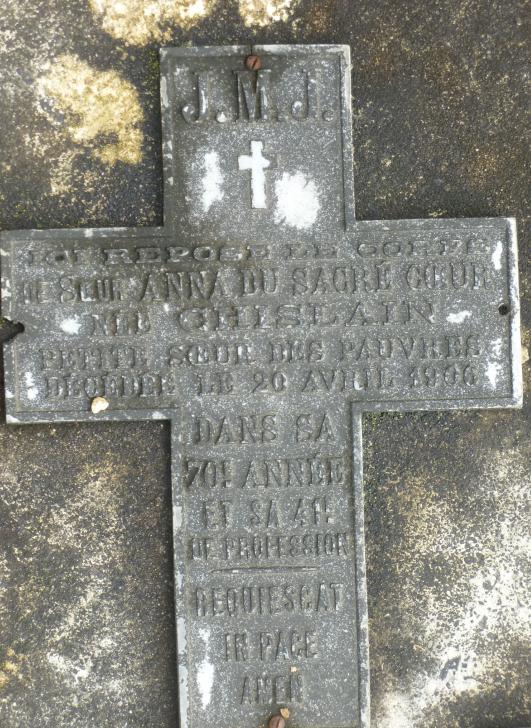 J.M.J.
ICI REPOSE LE CORPS
DE SŒUR ANNA DU SACRÉ CŒUR
NÉE GHISLAIN
PETITE SŒUR DES PAUVRES
DÉCÉDÉE LE 20 AVRIL 1906
DANS SA
70E ANNÉE
ET SA 41E
DE PROFESSION
REQUIESCAT
IN PACE
AMEN